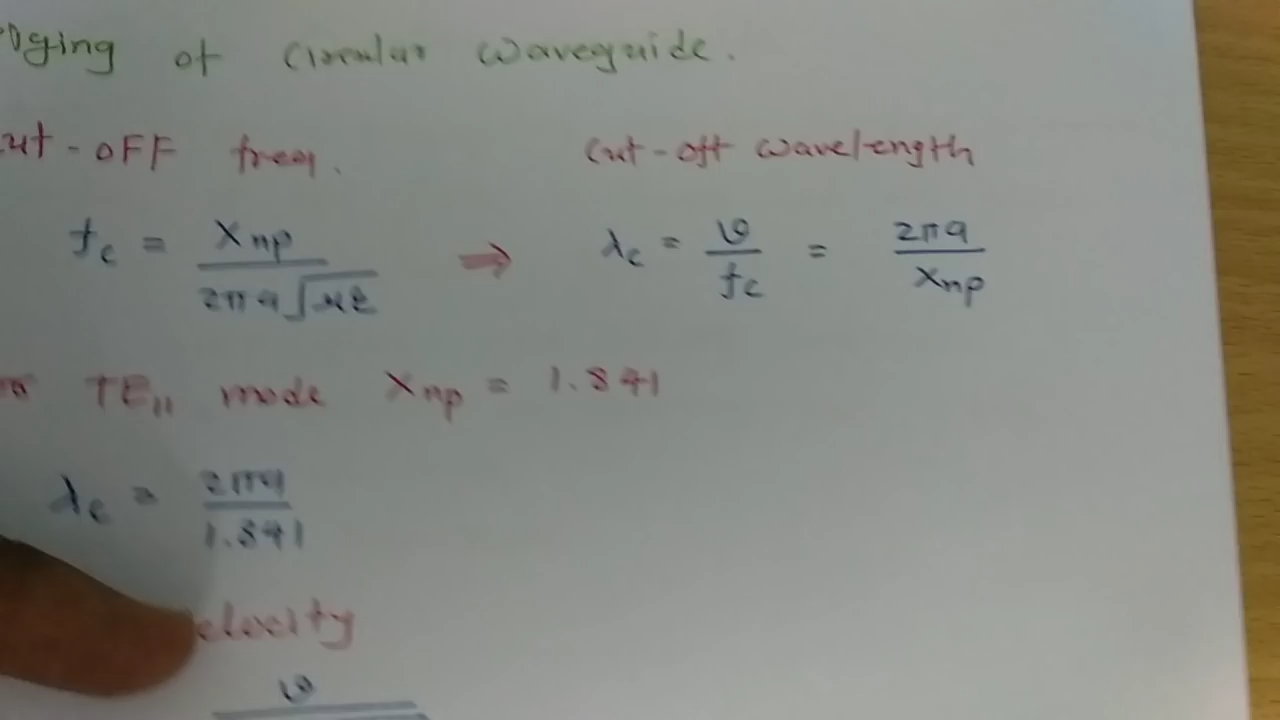 of Circular waveguide.
cut-oFF freq. cut-off wavelength
fc = Xnp / 2πa√με ⇒ λc = υ / fc = 2πa / Xnp
TE11 mode Xnp = 1.841
λc = 2πa / 1.841
elocity
υ